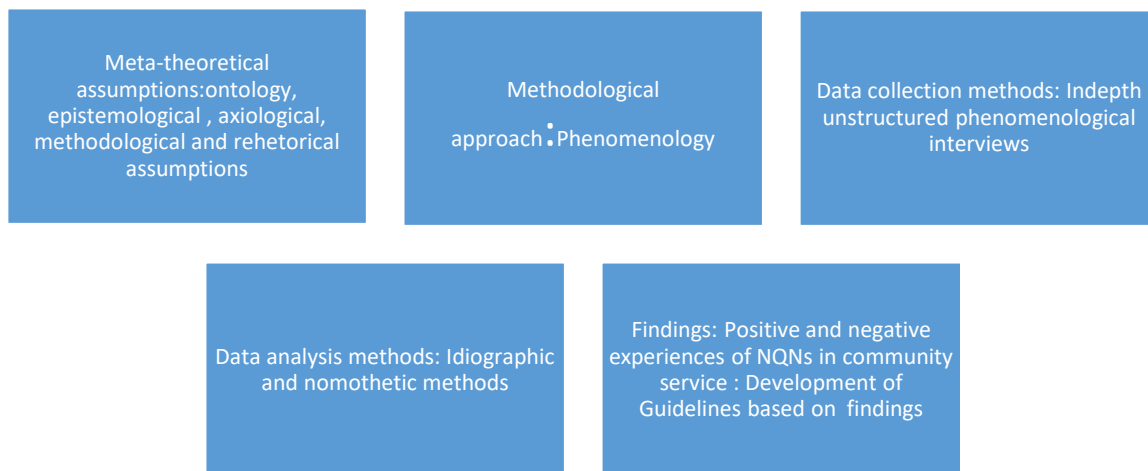 Meta-theoretical
assumptions:ontology,
epistemological , axiological,
methodological and rehetorical
assumptions
Methodological
approach :Phenomenology
Data collection methods: Indepth
unstructured phenomenological
interviews
Data analysis methods: Idiographic
and nomothetic methods
Findings: Positive and negative
experiences of NQNs in community
service : Development of
Guidelines based on findings